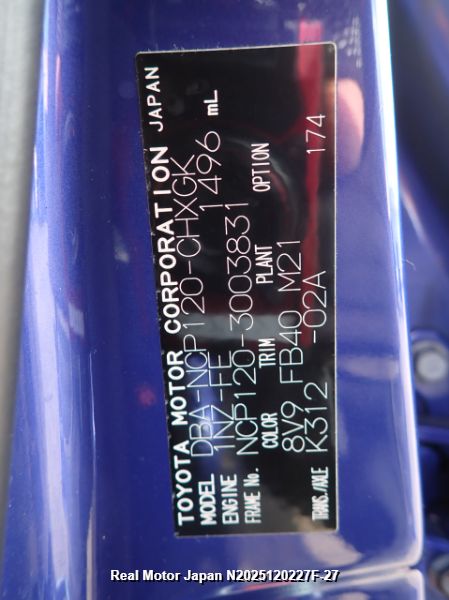 TOYOTA MOTOR CORPORATION JAPAN
MODEL DBA-NCP120-CHXGK
ENGINE 1NZ-FE 1496 mL
FRAME No. NCP120-3003831
COLOR TRIM PLANT OPTION
8V9 FB40 M21 174
TRANS./AXLE K312 -02A
Real Motor Japan N2025120227F-27